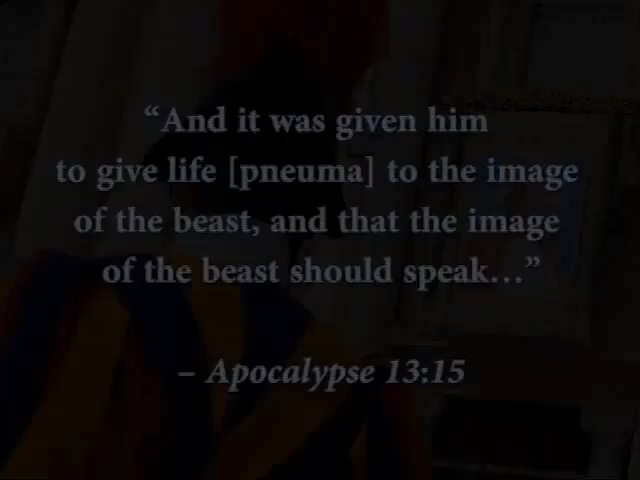 “And it was given him
to give life [pneuma] to the image
of the beast, and that the image
of the beast should speak…”
– Apocalypse 13:15